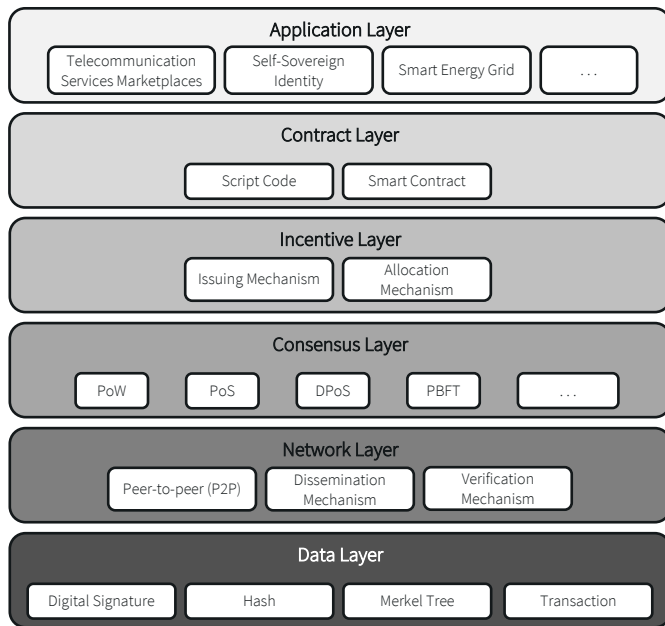 Application Layer
Telecommunication
Services Marketplaces
Self-Sovereign
Identity
Smart Energy Grid
...
Contract Layer
Script Code
Smart Contract
Incentive Layer
Issuing Mechanism
Allocation
Mechanism
Consensus Layer
PoW
PoS
DPoS
PBFT
...
Network Layer
Peer-to-peer (P2P)
Dissemination
Mechanism
Verification
Mechanism
Data Layer
Digital Signature
Hash
Merkel Tree
Transaction